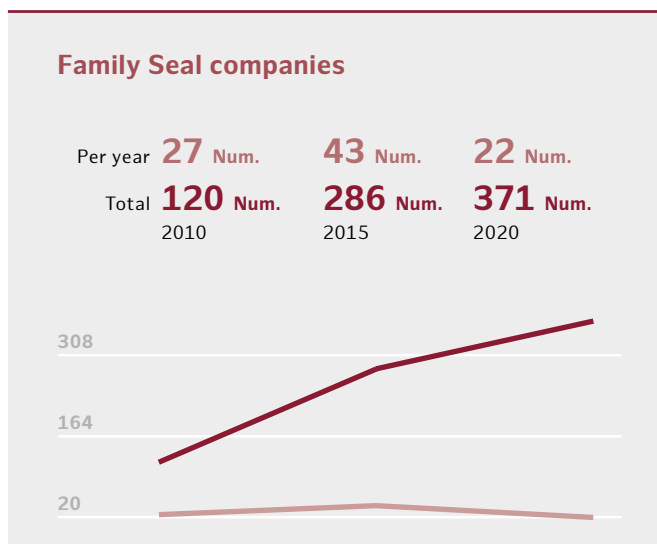 Family Seal companies
Per year 27 Num. 43 Num. 22 Num.
Total 120 Num. 286 Num. 371 Num.
2010 2015 2020
308
164
20